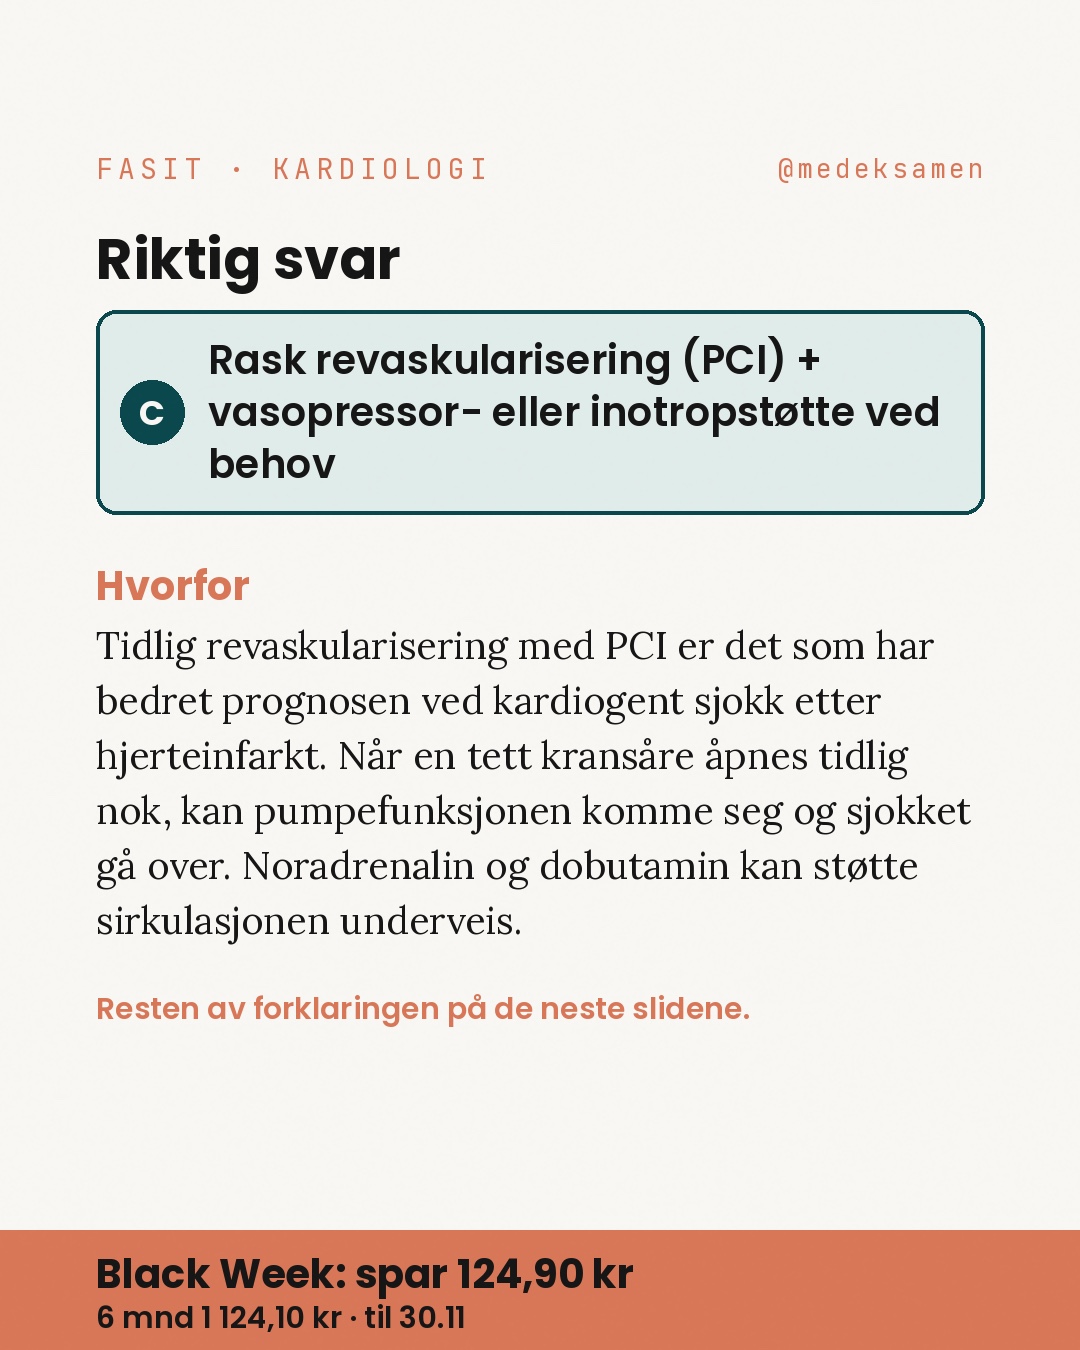 FASIT · KARDIOLOGI
@medeksamen
Riktig svar
C
Rask revaskularisering (PCI) +
vasopressor- eller inotropstøtte ved
behov
Hvorfor
Tidlig revaskularisering med PCI er det som har
bedret prognosen ved kardiogent sjokk etter
hjerteinfarkt. Når en tett kransåre åpnes tidlig
nok, kan pumpefunksjonen komme seg og sjokket
gå over. Noradrenalin og dobutamin kan støtte
sirkulasjonen underveis.
Resten av forklaringen på de neste slidene.
Black Week: spar 124,90 kr
6 mnd 1 124,10 kr · til 30.11